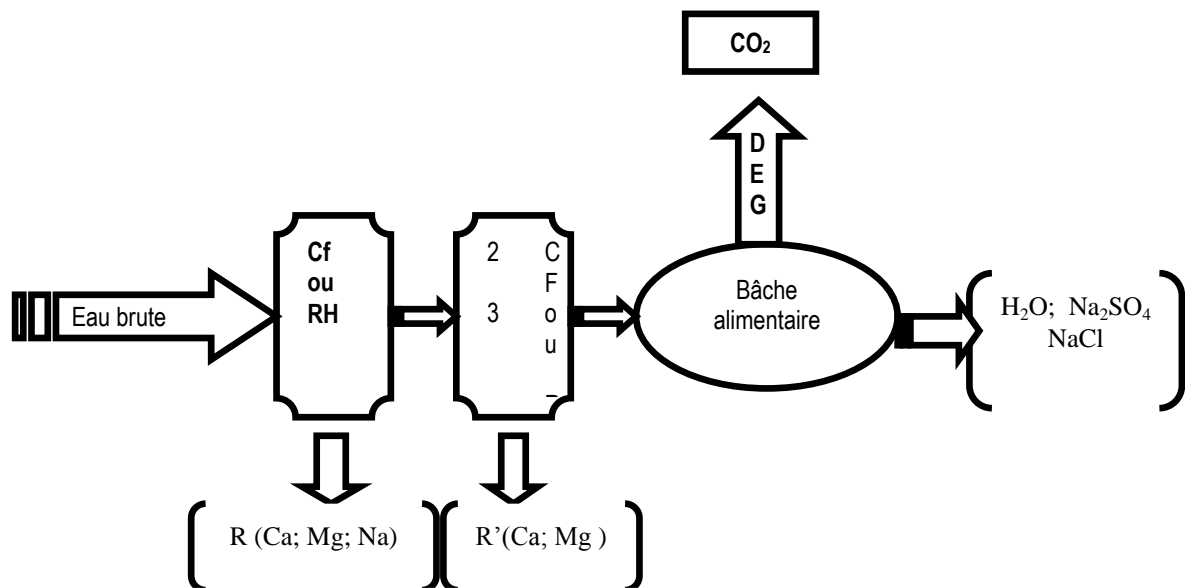 CO₂
D
E
G
Eau brute
Cf
ou
RH
2
3
C
F
o
u
Bâche
alimentaire
H₂O; Na₂SO₄
NaCl
R (Ca; Mg; Na)
R’(Ca; Mg )